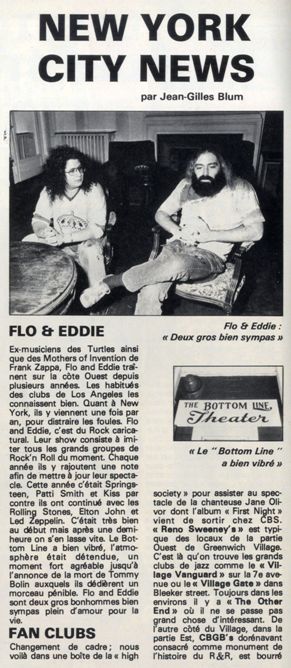 NEW YORK
CITY NEWS
par Jean-Gilles Blum
FLO & EDDIE
Ex-musiciens des Turtles ainsi
que des Mothers of Invention de
Frank Zappa, Flo and Eddie traî-
nent sur la côte Ouest depuis
plusieurs années. Les habitués
des clubs de Los Angeles les
connaissent bien. Quant à New
York, ils y viennent une fois par
an, pour distraire les foules. Flo
and Eddie, c'est du Rock carica-
tural. Leur show consiste à imi-
ter tous les grands groupes de
Rock'n Roll du moment. Chaque
année ils y rajoutent une note
afin de mettre à jour leur specta-
cle. Cette année c'était Springs-
teen, Patti Smith et Kiss par
contre ils ont continué avec les
Rolling Stones, Elton John et
Led Zeppelin. C'était très bien
au début mais après une demi-
heure on s'en lasse vite. Le Bot-
tom Line a bien vibré, l'atmo-
sphère était détendue, un
moment fort agréable jusqu'à
l'annonce de la mort de Tommy
Bolin auxquels ils dédièrent un
morceau pénible. Flo and Eddie
sont deux gros bonhommes bien
sympas plein d'amour pour la
vie.
FAN CLUBS
Changement de cadre ; nous
voilà dans une boîte de la « high
Flo & Eddie :
« Deux gros bien sympas »
THE BOTTOM LINE
Theater
« Le " Bottom Line "
a bien vibré »
society » pour assister au spec-
tacle de la chanteuse Jane Oli-
vor dont l'album « First Night »
vient de sortir chez CBS.
« Reno Sweeney's » est typi-
que des locaux de la partie
Ouest de Greenwich Village.
C'est là qu'on trouve les grands
clubs de jazz comme le « Vil-
lage Vanguard » sur la 7e ave-
nue ou le « Village Gate » dans
Bleeker street. Toujours dans les
environs il y a « The Other
End » où il ne se passe pas
grand chose d'intéressant. De
l'autre côté du Village, dans la
partie Est, CBGB's dorénavant
consacré comme monument de
l'histoire du R&R, est bourré